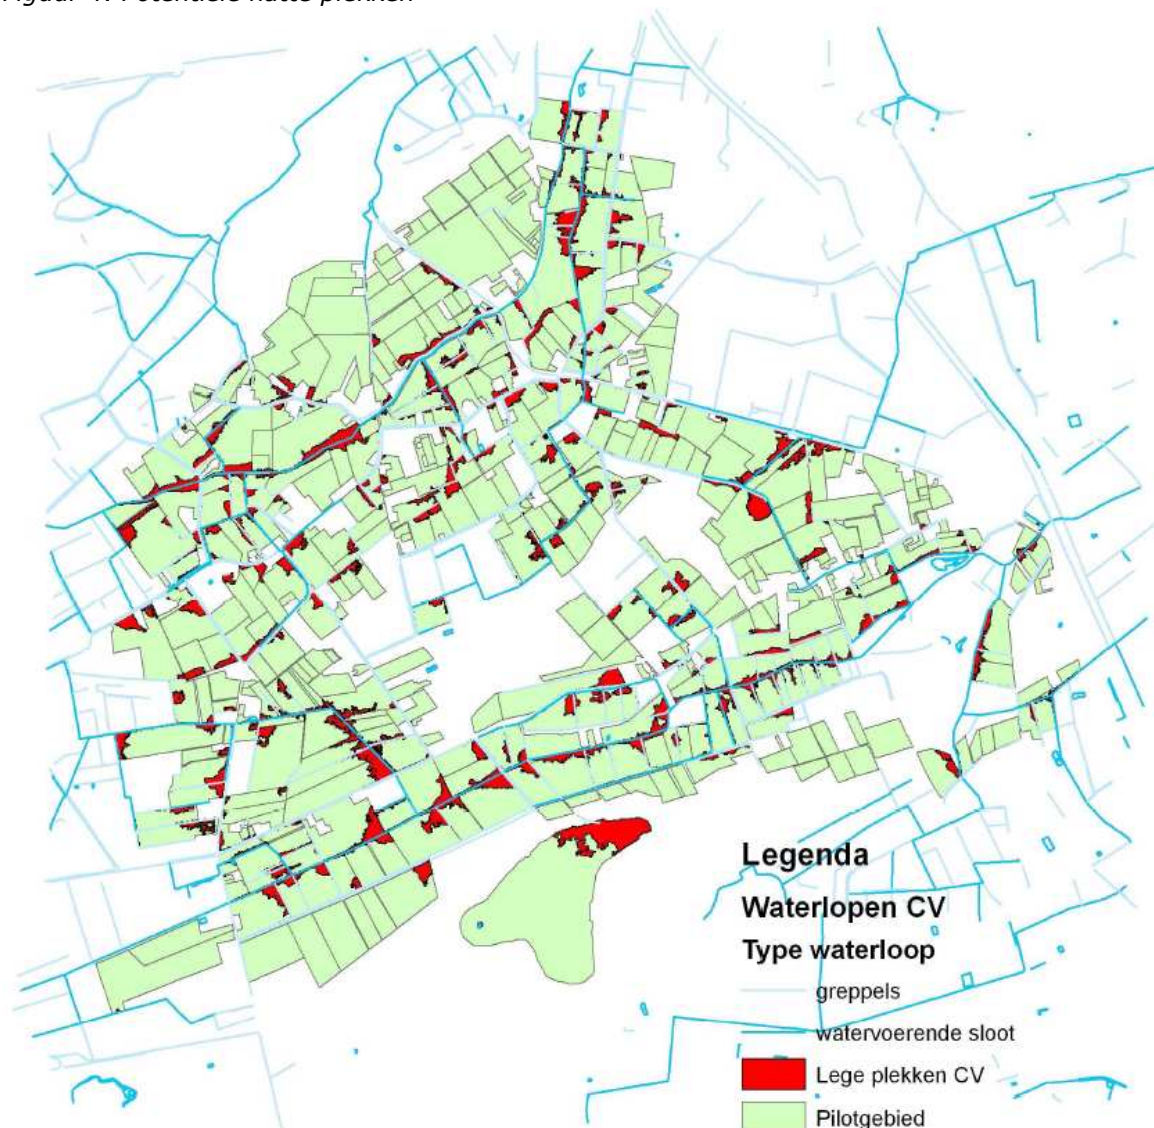 Legenda
Waterlopen CV
Type waterloop
greppels
watervoerende sloot
Lege plekken CV
Pilotgebied